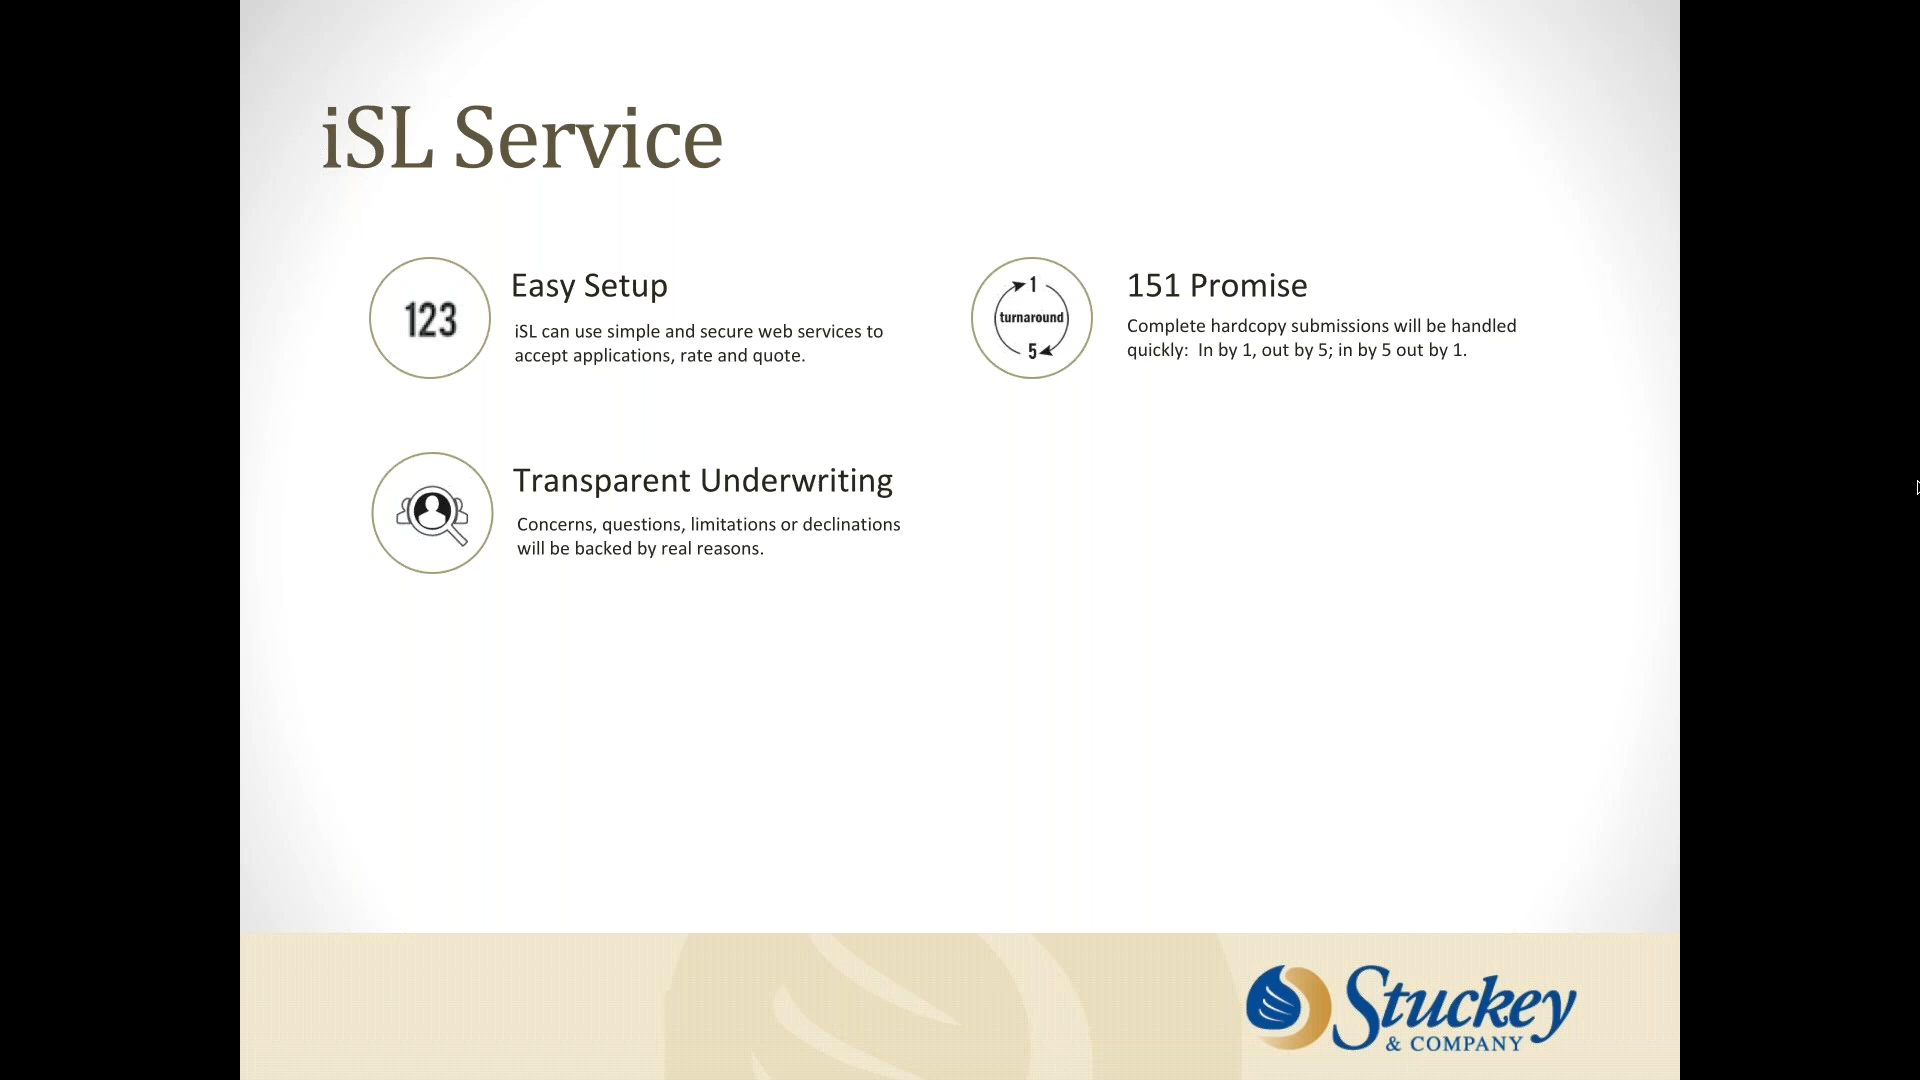 iSL Service
123
Easy Setup
iSL can use simple and secure web services to
accept applications, rate and quote.
1
turnaround
5
151 Promise
Complete hardcopy submissions will be handled
quickly:  In by 1, out by 5; in by 5 out by 1.
Transparent Underwriting
Concerns, questions, limitations or declinations
will be backed by real reasons.
Stuckey
& COMPANY